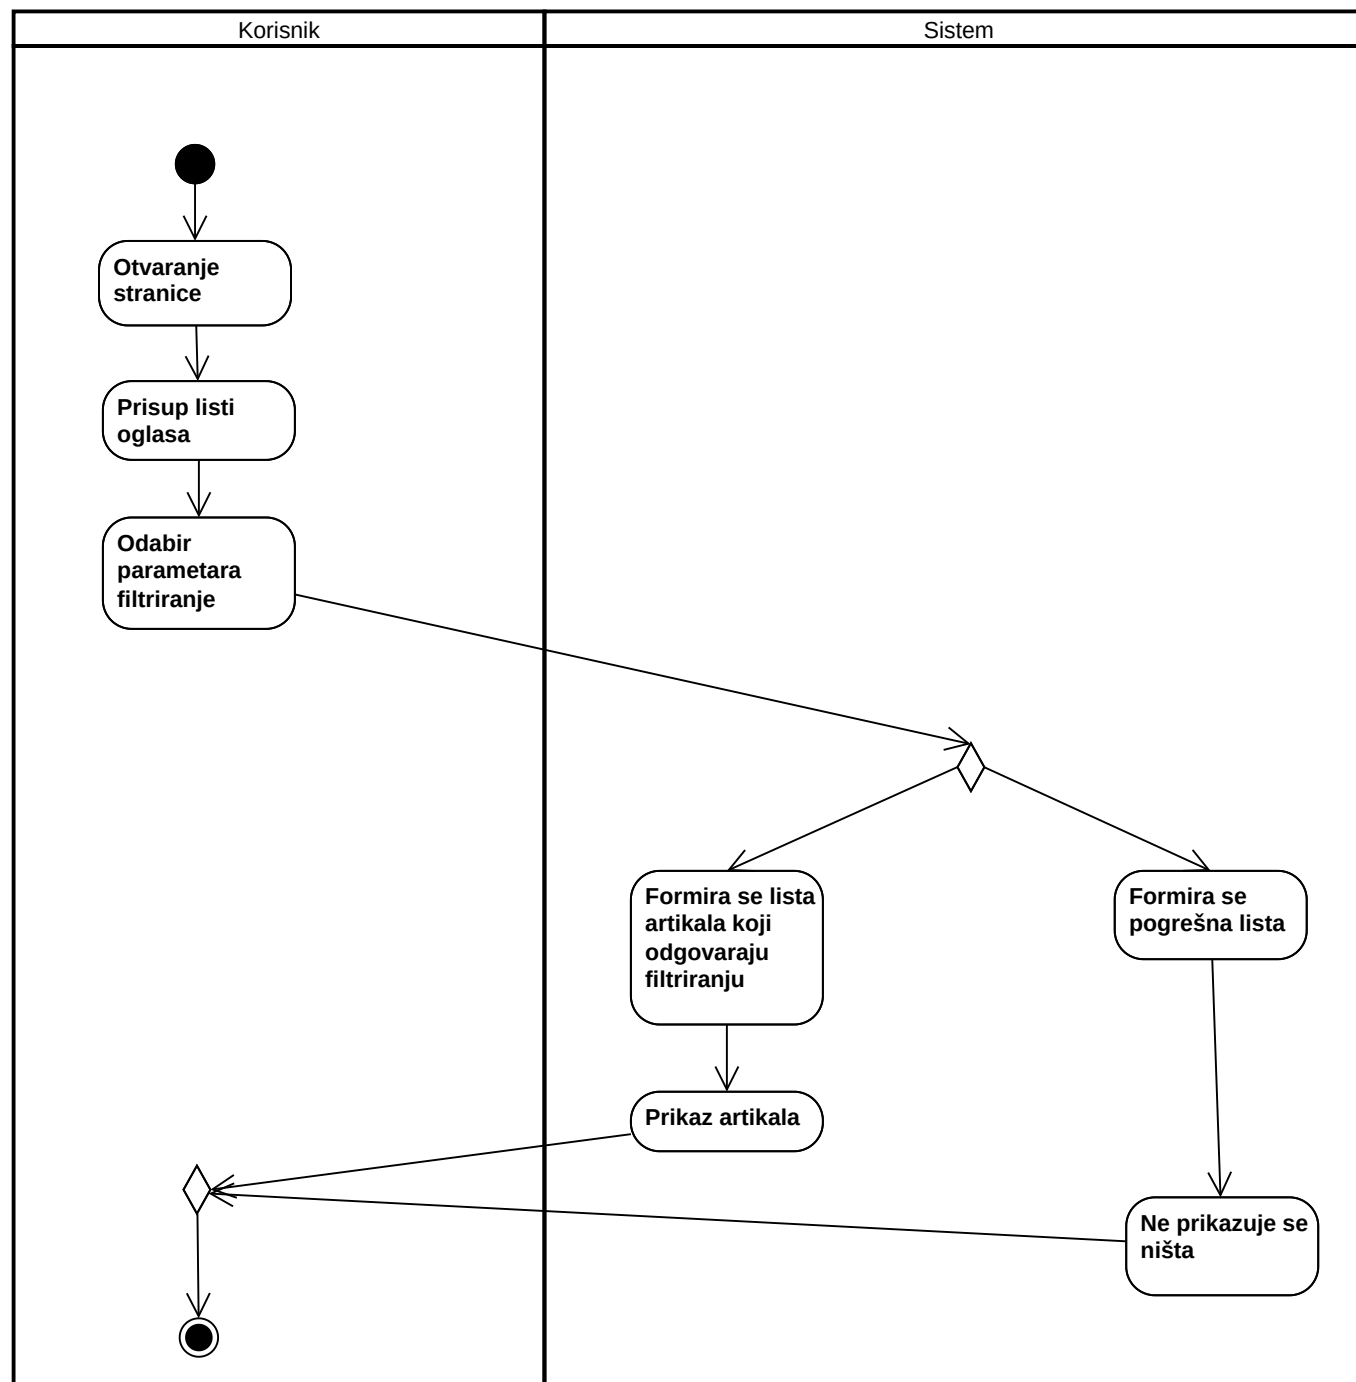 Korisnik
Sistem
Otvaranje
stranice
Prisup listi
oglasa
Odabir
parametara
filtriranje
Formira se lista
artikala koji
odgovaraju
filtriranju
Formira se
pogrešna lista
Prikaz artikala
Ne prikazuje se
ništa